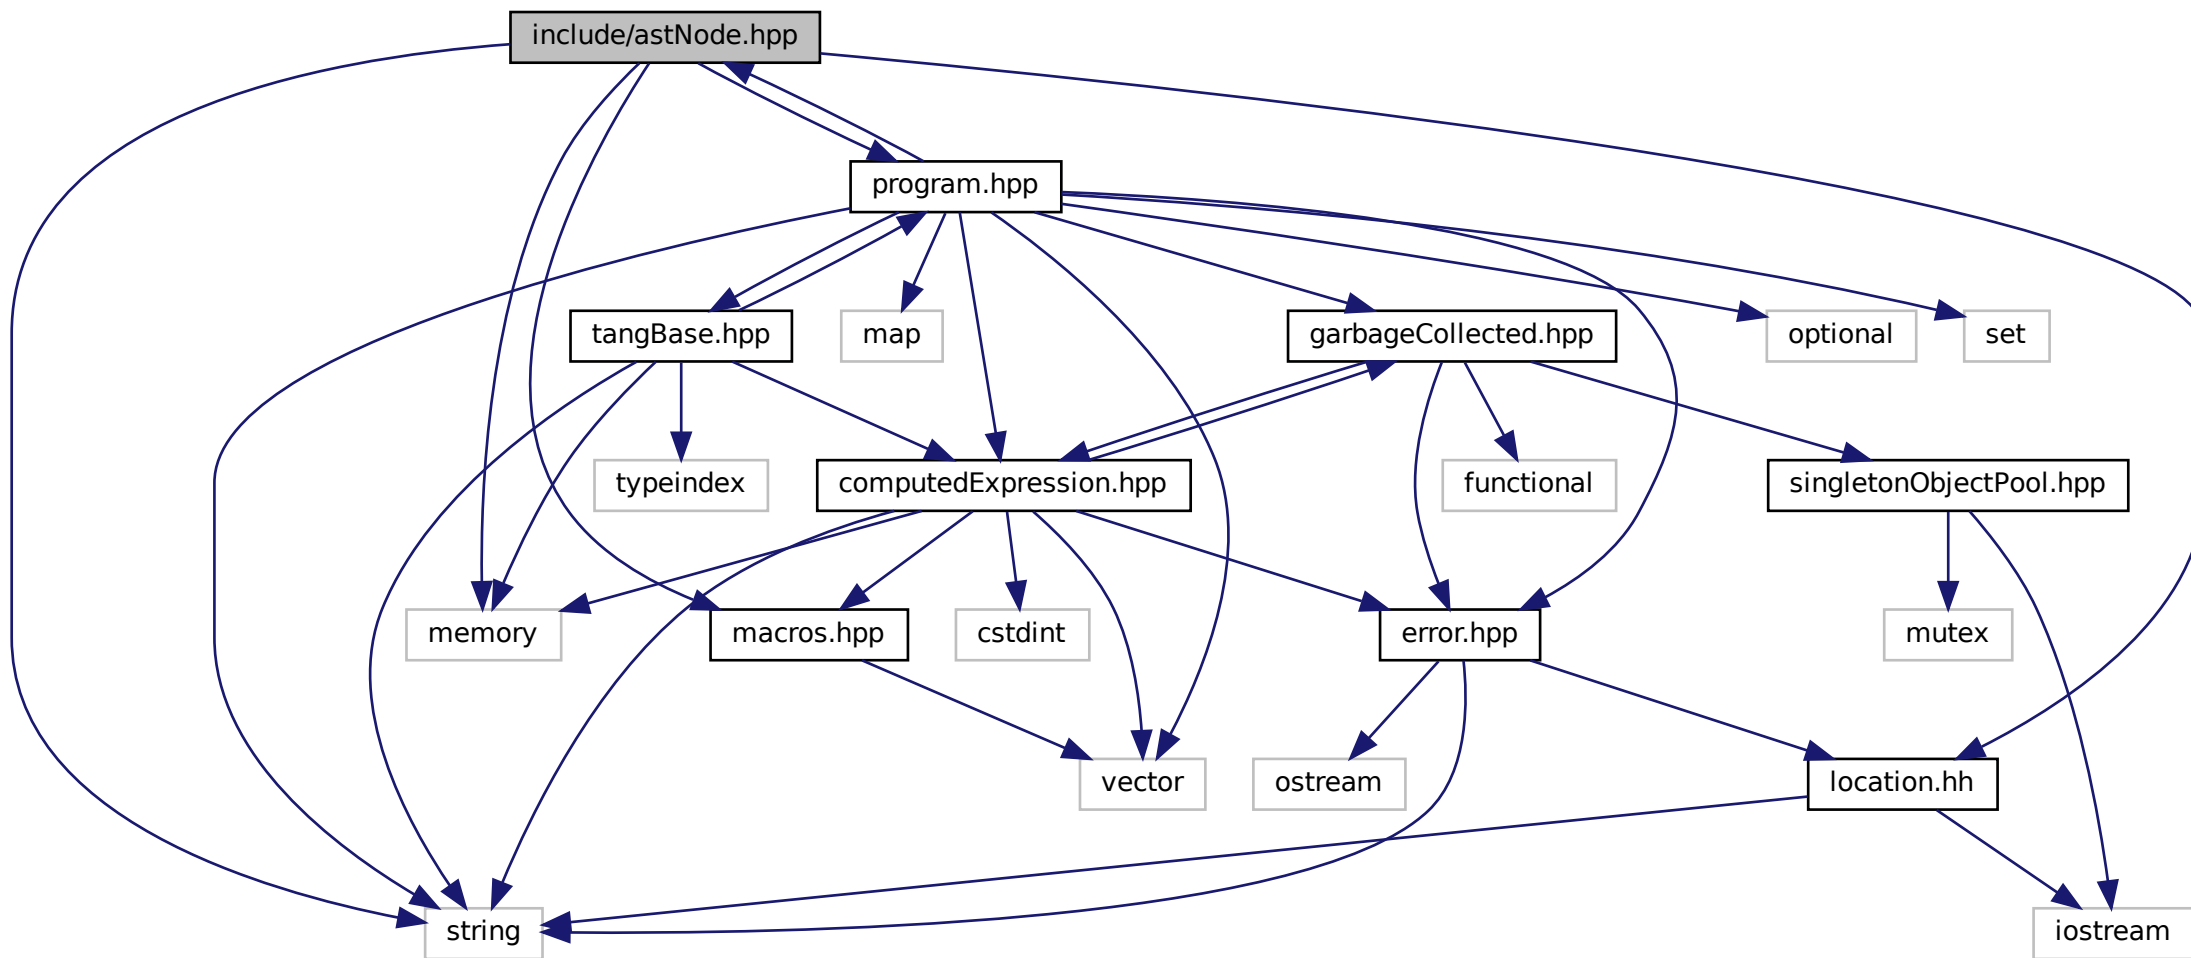 include/astNode.hpp
program.hpp
tangBase.hpp
map
garbageCollected.hpp
optional
set
typeindex
computedExpression.hpp
functional
singletonObjectPool.hpp
memory
macros.hpp
cstdint
error.hpp
mutex
vector
ostream
location.hh
string
iostream